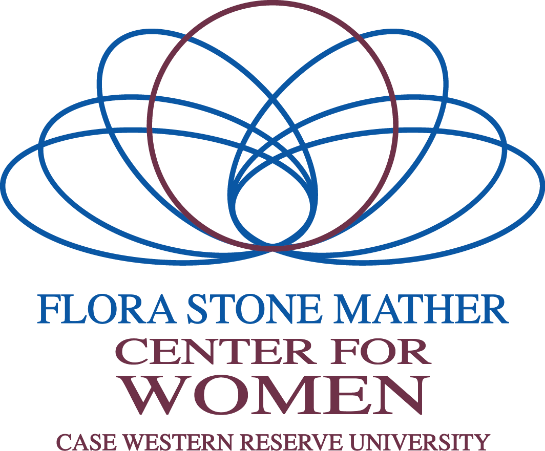 FLORA STONE MATHER
CENTER FOR
WOMEN
CASE WESTERN RESERVE UNIVERSITY